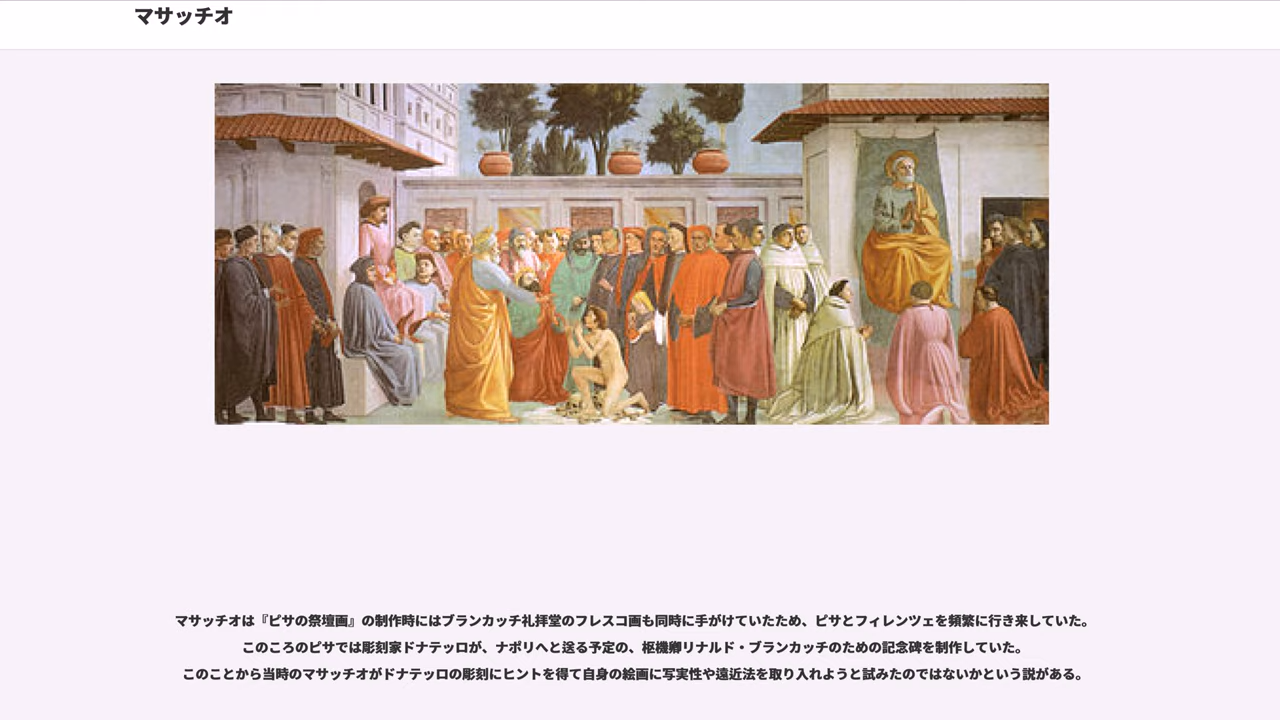 マサッチオ
マサッチオは『ピサの祭壇画』の制作時にはブランカッチ礼拝堂のフレスコ画も同時に手がけていたため、ピサとフィレンツェを頻繁に行き来していた。
このころのピサでは彫刻家ドナテッロが、ナポリへと送る予定の、枢機卿リナルド・ブランカッチのための記念碑を制作していた。
このことから当時のマサッチオがドナテッロの彫刻にヒントを得て自身の絵画に写実性や遠近法を取り入れようと試みたのではないかという説がある。